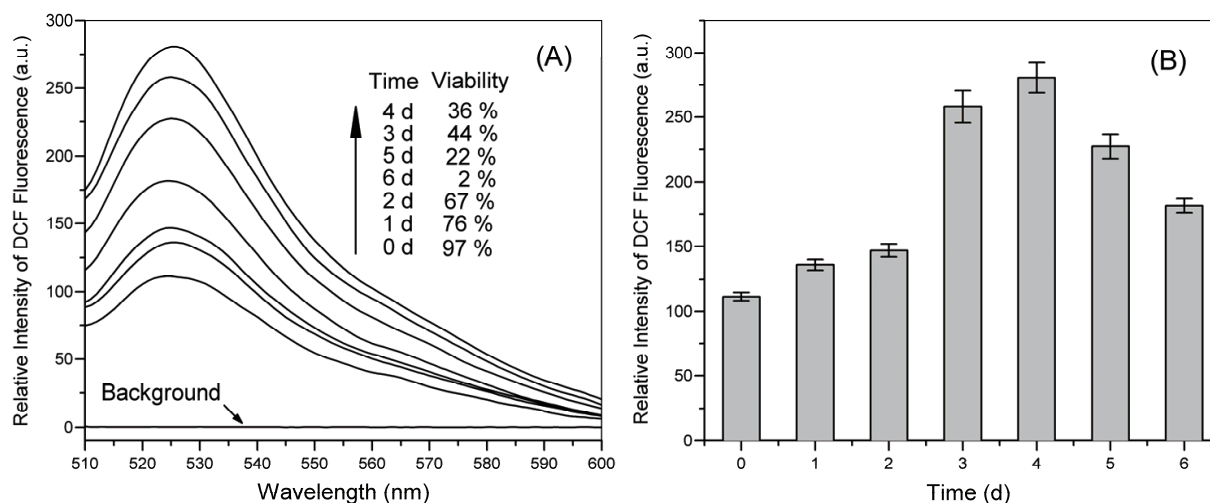 Relative Intensity of DCF Fluorescence (a.u.)
300
250
200
150
100
50
0
(A)
Time Viability
4 d 36 %
3 d 44 %
5 d 22 %
6 d 2 %
2 d 67 %
1 d 76 %
0 d 97 %
Background
510 520 530 540 550 560 570 580 590 600
Wavelength (nm)
Relative Intensity of DCF Fluorescence (a.u.)
300
250
200
150
100
50
0
(B)
0 1 2 3 4 5 6
Time (d)